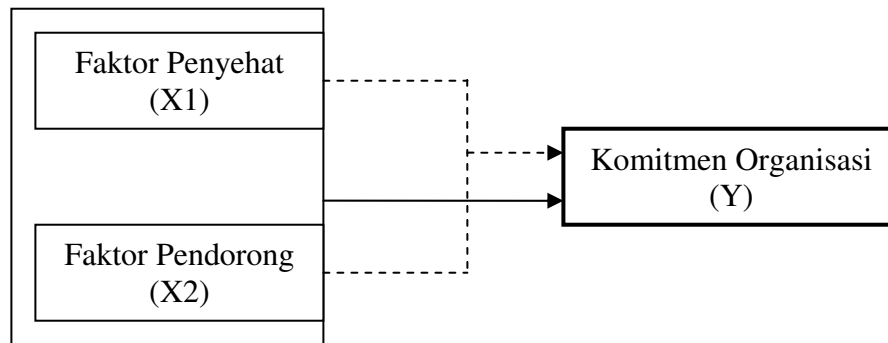 Faktor Penyehat
(X1)
Komitmen Organisasi
(Y)
Faktor Pendorong
(X2)